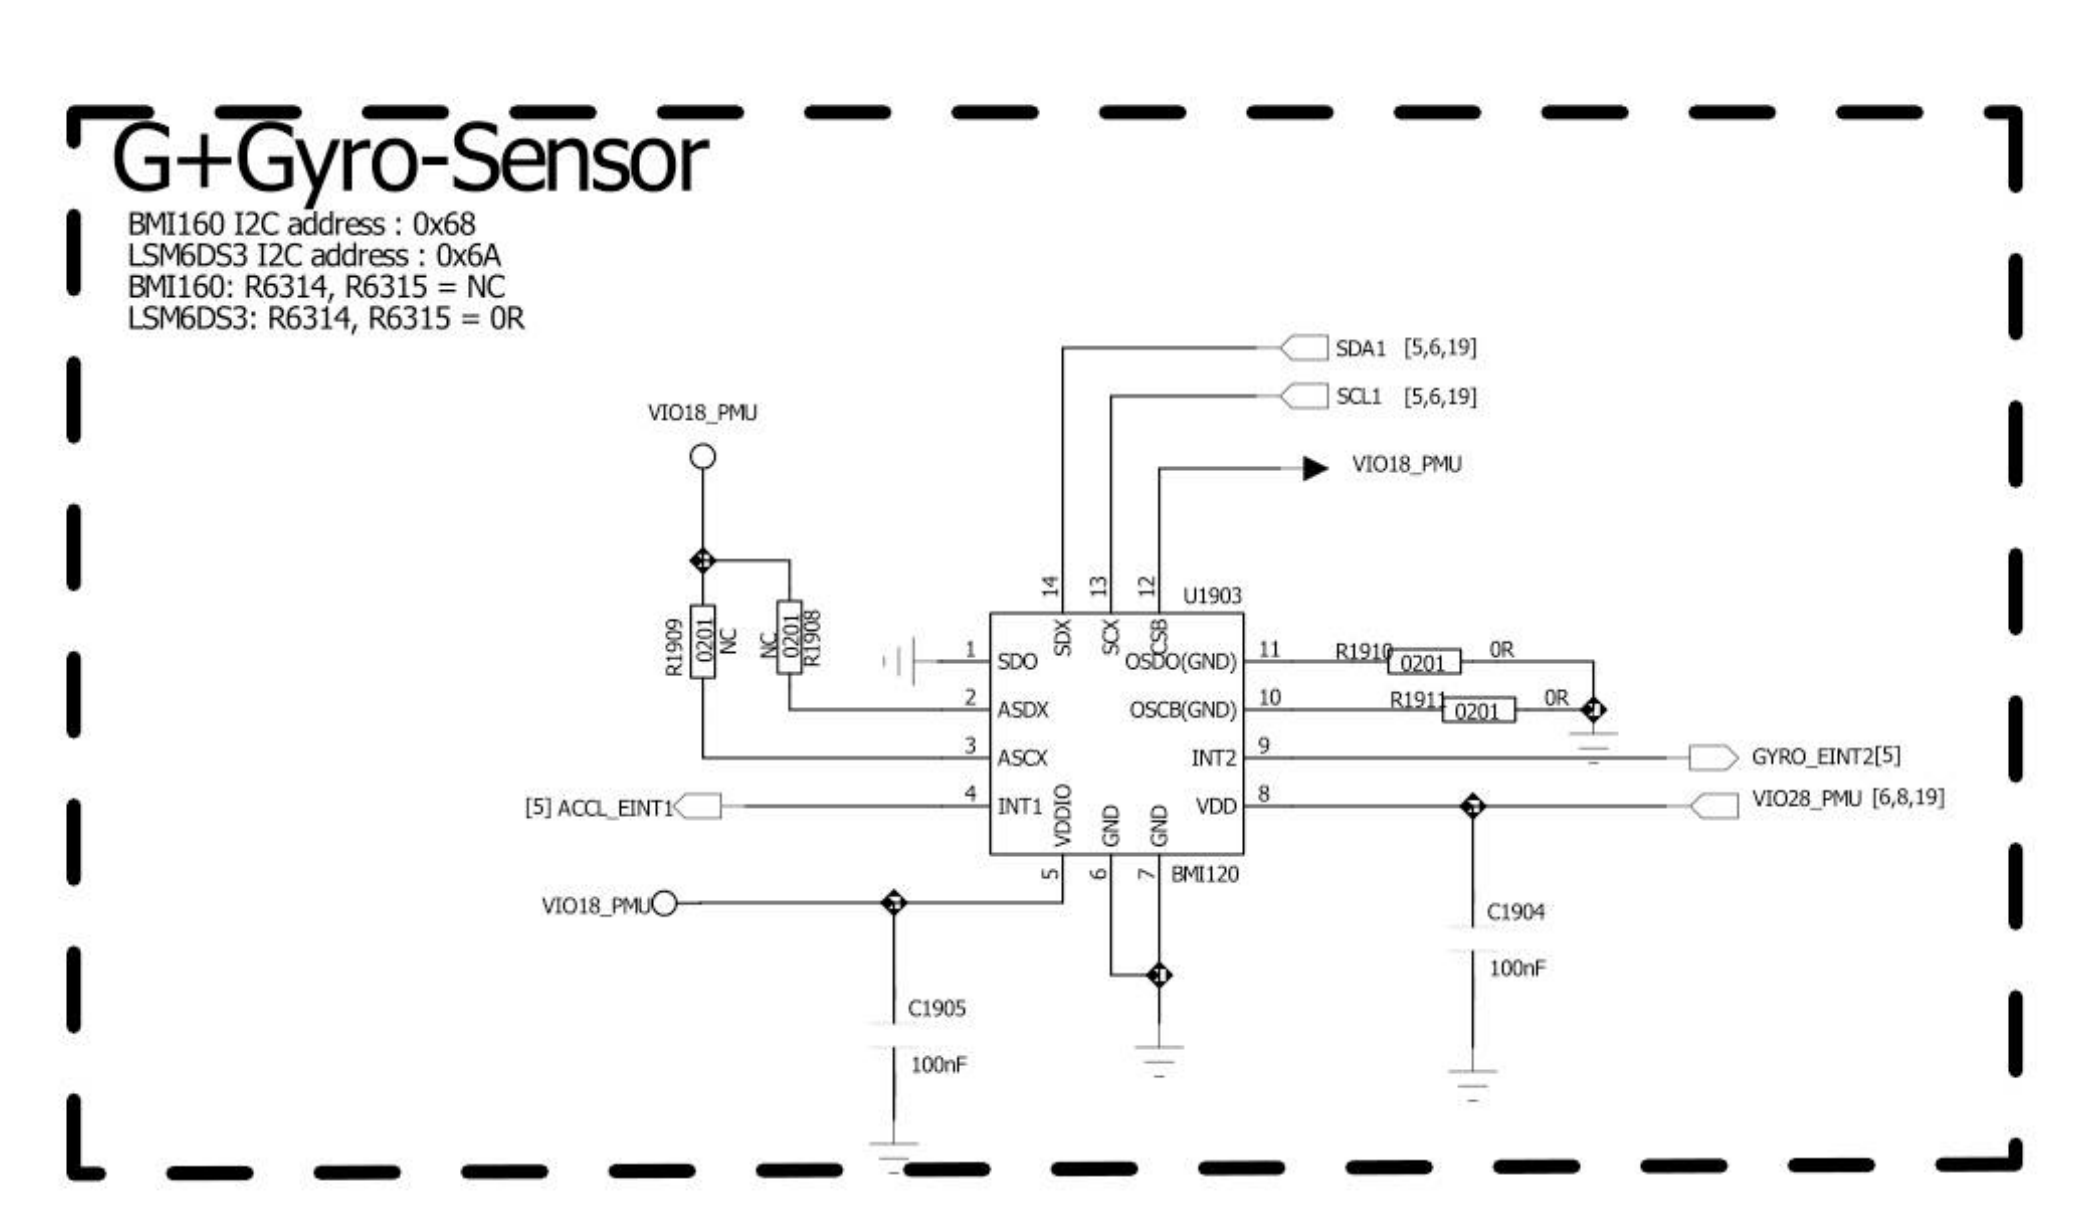 G+Gyro-Sensor
BMI160 I2C address : 0x68
LSM6DS3 I2C address : 0x6A
BMI160: R6314, R6315 = NC
LSM6DS3: R6314, R6315 = 0R
SDA1 [5,6,19]
SCL1 [5,6,19]
VIO18_PMU
VIO18_PMU
14
13
12
U1903
R1909
0201
NC
NC
0201
R1908
SDX
SCX
CSB
1
SDO
OSDO(GND)
11
R1910
0201
0R
2
ASDX
OSCB(GND)
10
R1911
0201
0R
3
ASCX
INT2
9
GYRO_EINT2[5]
[5] ACCL_EINT1
4
INT1
VDDIO
GND
GND
VDD
8
VIO28_PMU [6,8,19]
5
6
7
BMI120
VIO18_PMU
C1904
100nF
C1905
100nF